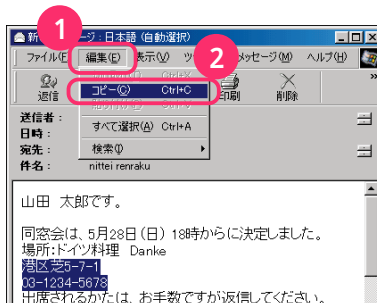 1
新 ージ : 日本語 (自動選択)
ファイル(F) 編集(E) 表示(V) ツ 2 メッセージ(M) ヘルプ(H)
返信 印刷 削除
コピー(C) Ctrl+C
すべて選択(A) Ctrl+A
検索(I)
送信者 :
日時 :
宛先 :
件名 : nittei renraku
山田 太郎です。
同窓会は、5月28日(日) 18時からに決定しました。
場所:ドイツ料理 Danke
港区芝5-7-1
03-1234-5678
出席されるかたは、お手数ですが返信してください。